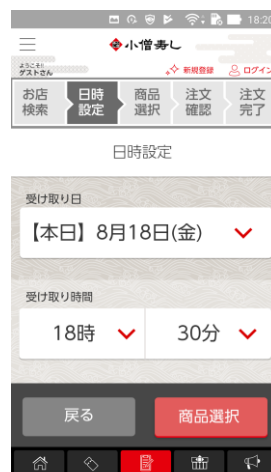 18:20
小僧寿し
ようこそ!!
ゲストさん
新規登録
ログイン
お店
検索
日時
設定
商品
選択
注文
確認
注文
完了
日時設定
受け取り日
【本日】8月18日(金)
受け取り時間
18時
30分
戻る
商品選択